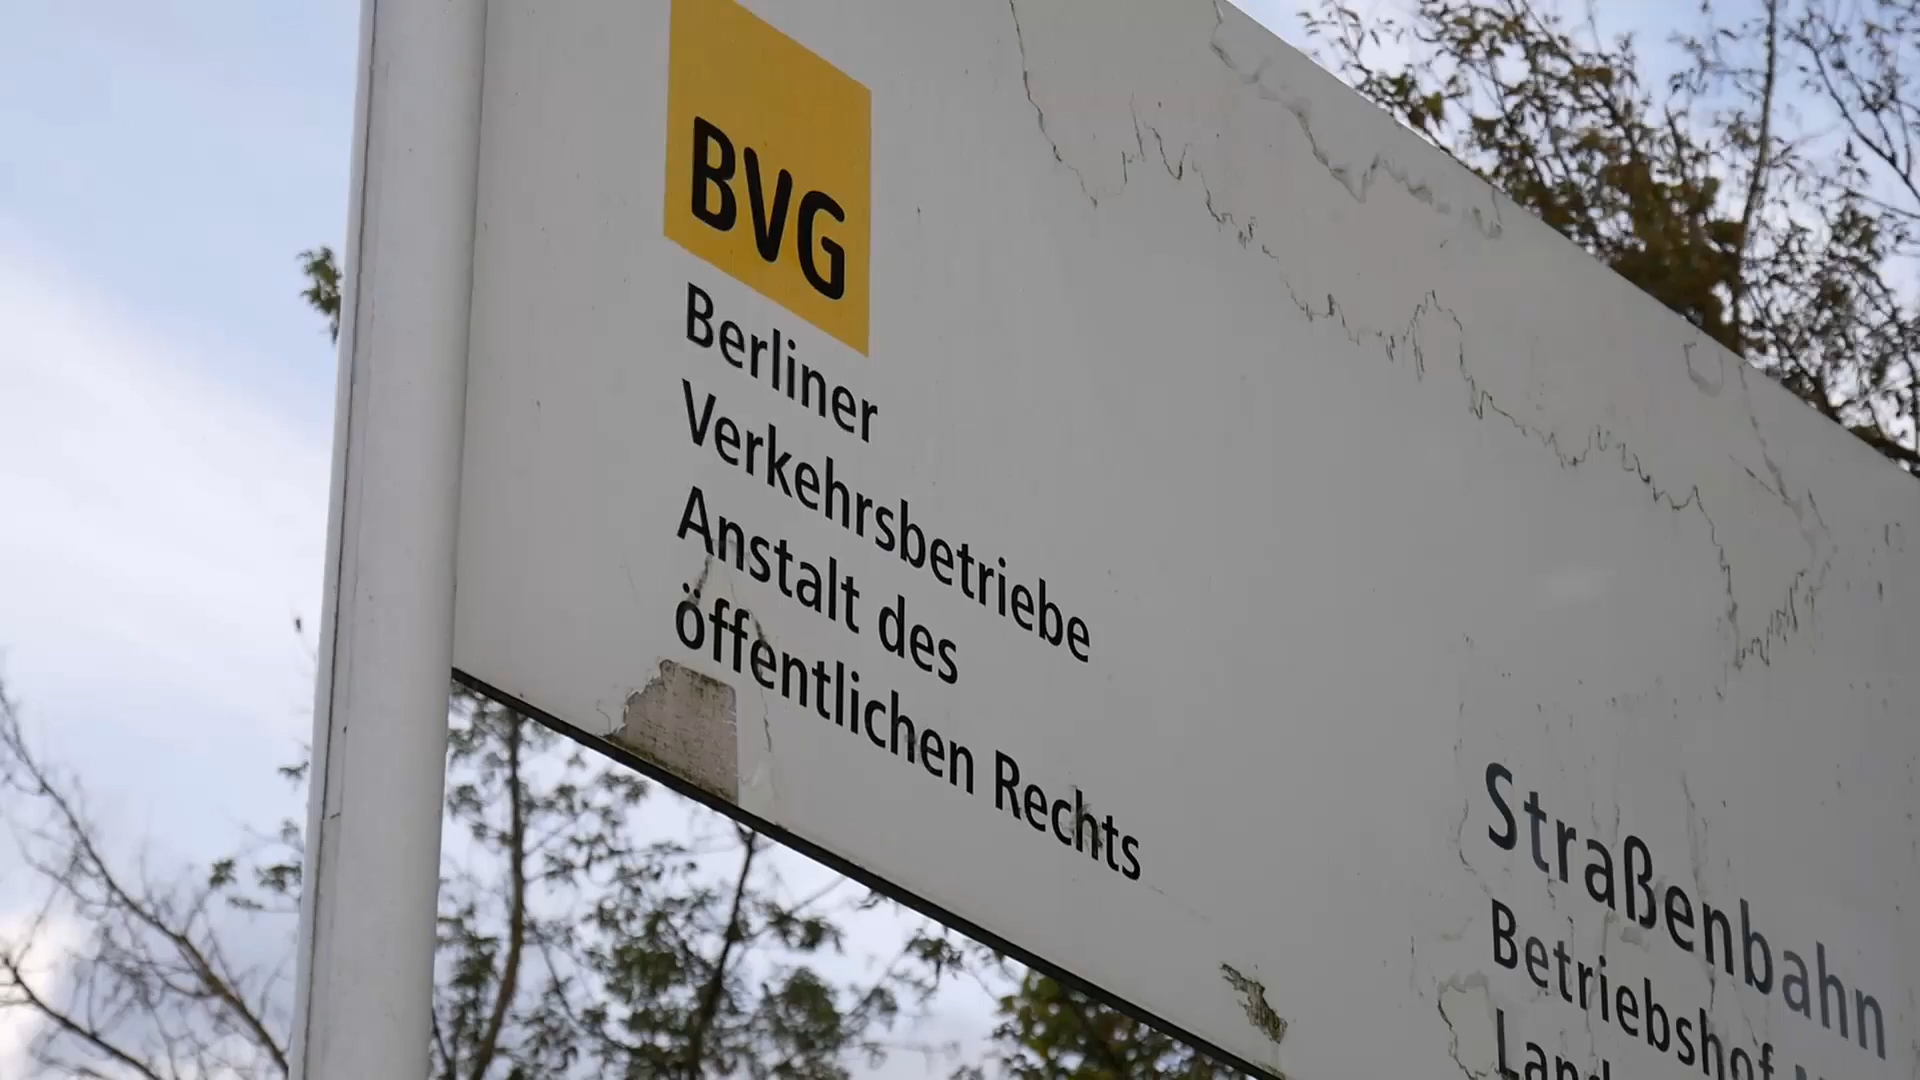 BVG
Berliner
Verkehrsbetriebe
Anstalt des
öffentlichen Rechts
Straßenbahn
Betriebshof